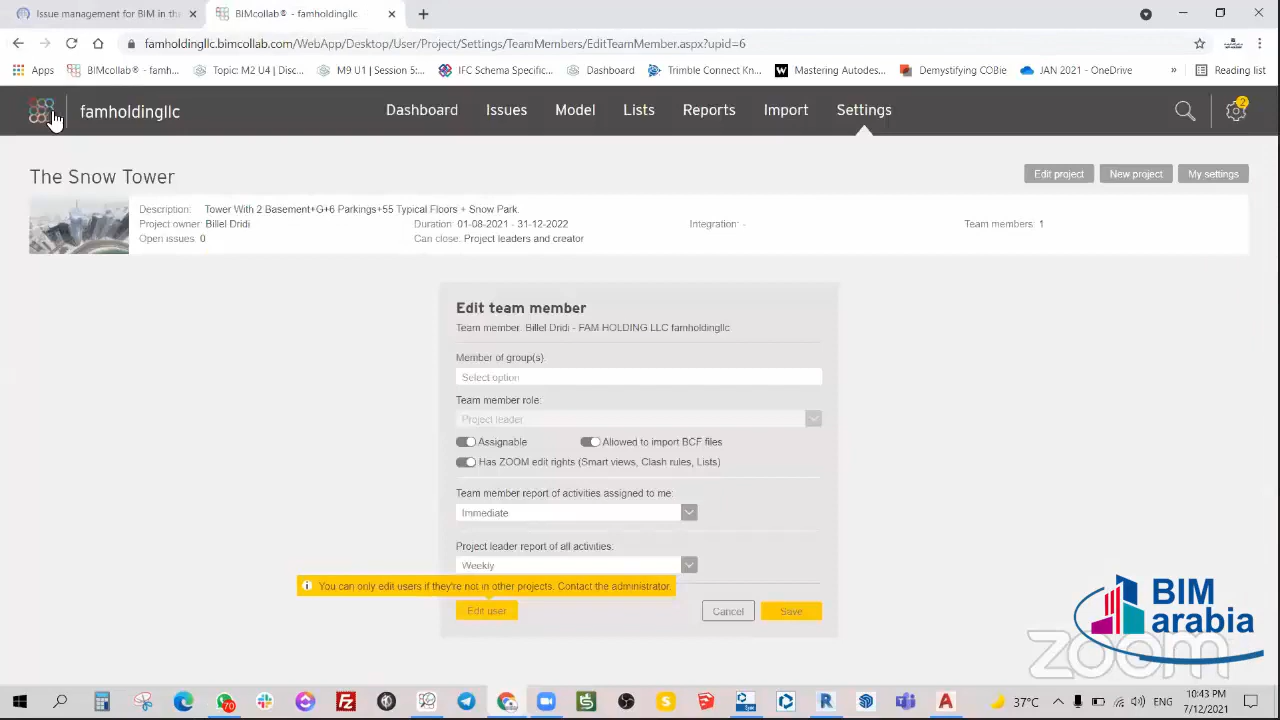 Issue management for BIM in the
BIMcollab® - famholdingllc
famholdingllc.bimcollab.com/WebApp/Desktop/User/Project/Settings/TeamMembers/EditTeamMember.aspx?upid=6
Apps
BIMcollab® - famh...
Topic: M2 U4 | Disc...
M9 U1 | Session 5:...
IFC Schema Specific...
Dashboard
Trimble Connect Kn...
Mastering Autodes...
Demystifying COBie
JAN 2021 - OneDrive
»
Reading list
famholdingllc
Dashboard
Issues
Model
Lists
Reports
Import
Settings
2
The Snow Tower
Edit project
New project
My settings
Description: Tower With 2 Basement+G+6 Parkings+55 Typical Floors + Snow Park.
Project owner: Billel Dridi
Duration: 01-08-2021 - 31-12-2022
Integration: -
Team members: 1
Open issues: 0
Can close: Project leaders and creator
Edit team member
Team member: Billel Dridi - FAM HOLDING LLC famholdingllc
Member of group(s):
Select option
Team member role:
Project leader
Assignable
Allowed to import BCF files
Has ZOOM edit rights (Smart views, Clash rules, Lists)
Team member report of activities assigned to me:
Immediate
Project leader report of all activities:
Weekly
You can only edit users if they're not in other projects. Contact the administrator.
Edit user
Cancel
Save
BIM
arabia
zoom
70
37°C
ENG
10:43 PM
7/12/2021